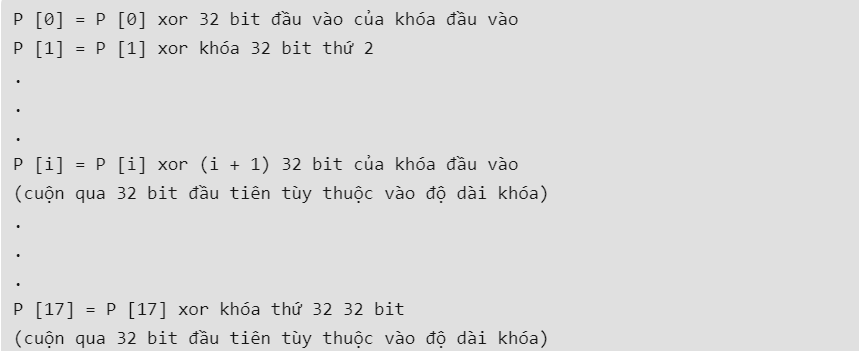 P [0] = P [0] xor 32 bit đầu vào của khóa đầu vào
P [1] = P [1] xor khóa 32 bit thứ 2
.
.
.
P [i] = P [i] xor (i + 1) 32 bit của khóa đầu vào
(cuộn qua 32 bit đầu tiên tùy thuộc vào độ dài khóa)
.
.
.
P [17] = P [17] xor khóa thứ 32 32 bit
(cuộn qua 32 bit đầu tiên tùy thuộc vào độ dài khóa)